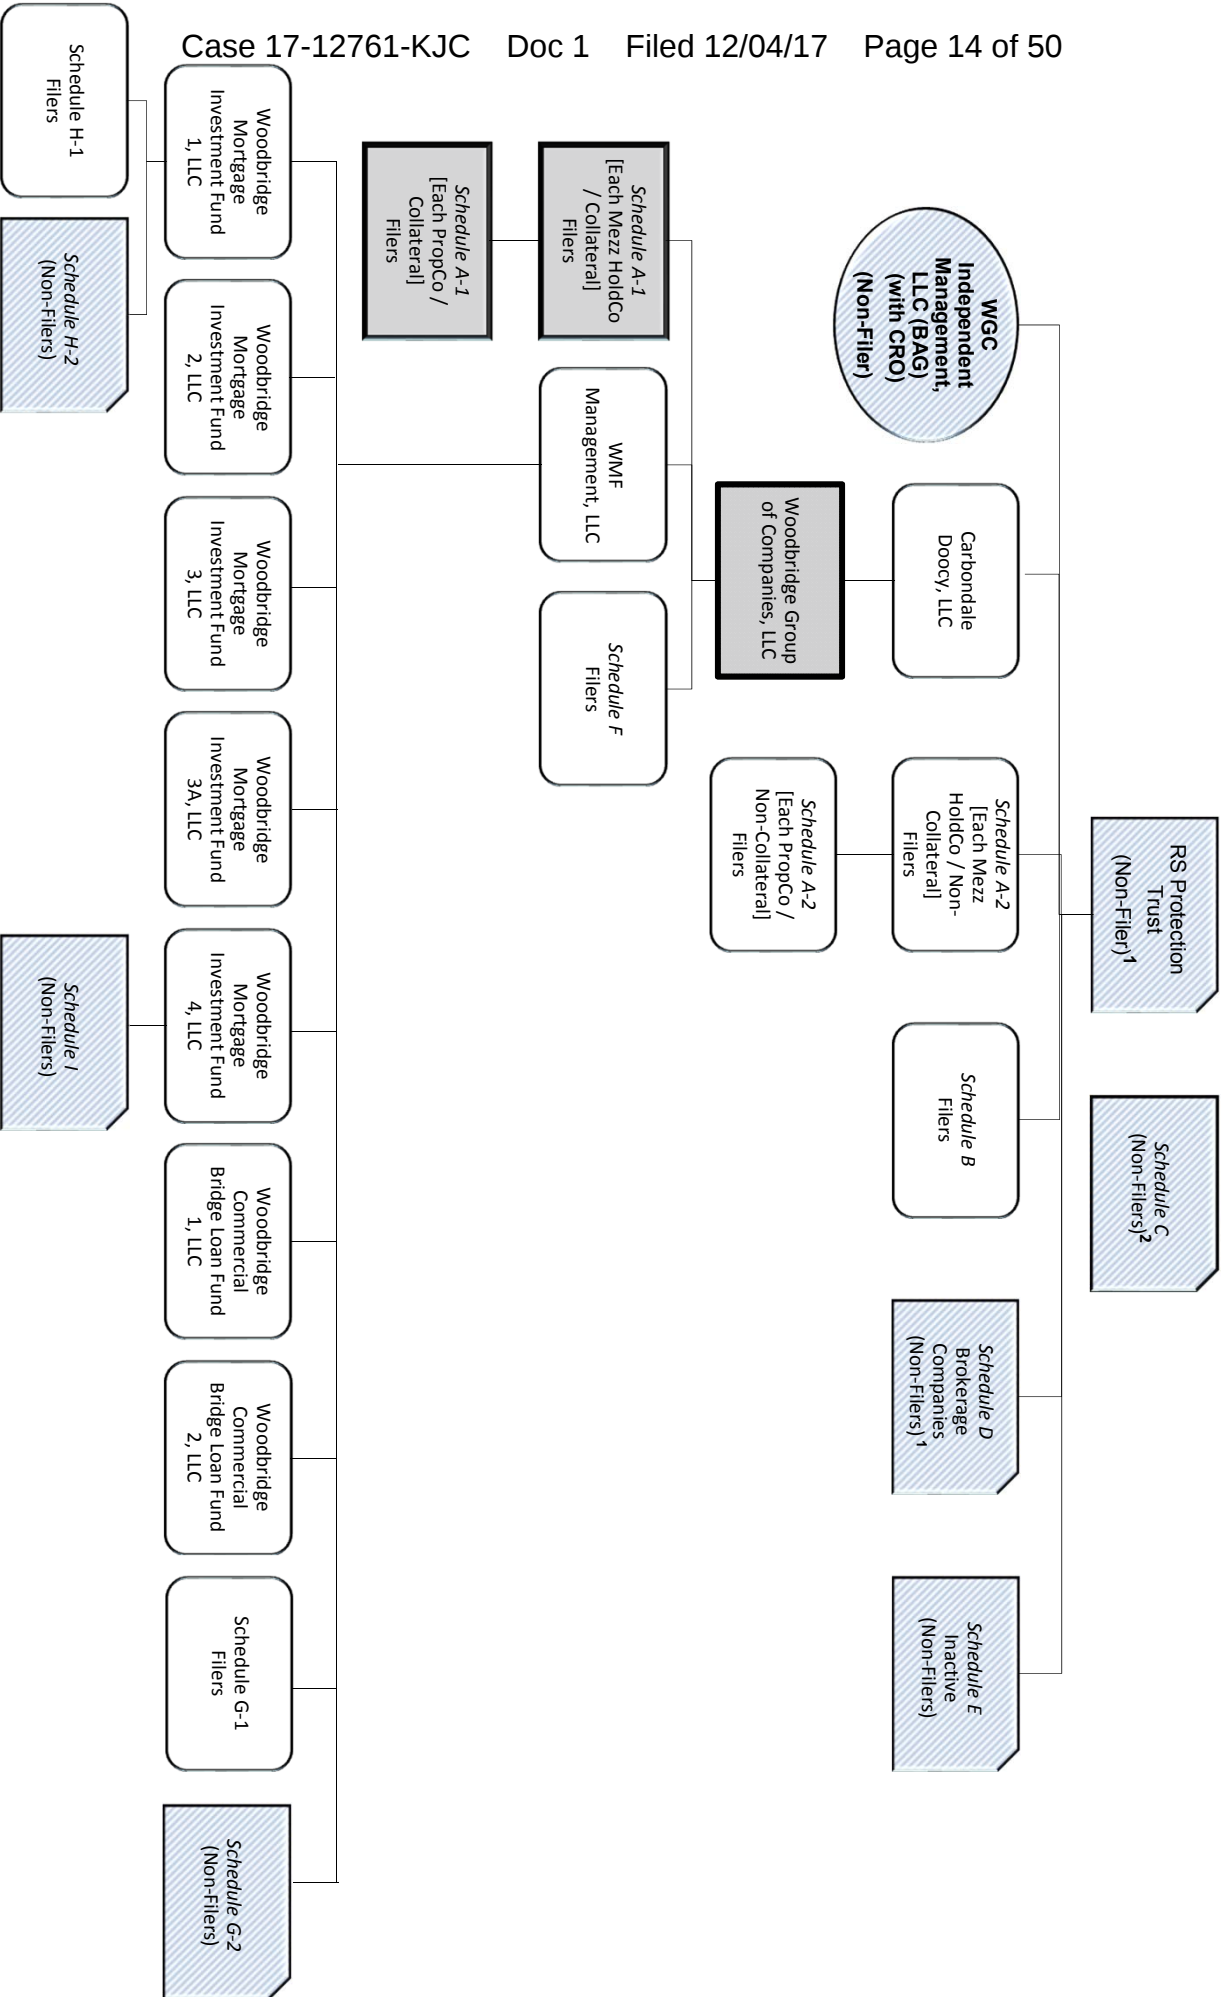 Case 17-12761-KJC Doc 1 Filed 12/04/17 Page 14 of 50
RS Protection
Trust
(Non-Filer)1
Schedule C
(Non-Filers)2
WGC
Independent
Management,
LLC (BAG)
(with CRO)
(Non-Filer)
Carbondale
Doocy, LLC
Schedule A-2
[Each Mezz
HoldCo / Non-
Collateral]
Filers
Schedule B
Filers
Schedule D
Brokerage
Companies
(Non-Filers) 1
Schedule E
Inactive
(Non-Filers)
Woodbridge Group
of Companies, LLC
Schedule A-2
[Each PropCo /
Non-Collateral]
Filers
Schedule A-1
[Each Mezz HoldCo
/ Collateral]
Filers
WMF
Management, LLC
Schedule F
Filers
Schedule A-1
[Each PropCo /
Collateral]
Filers
Woodbridge
Mortgage
Investment Fund
1, LLC
Woodbridge
Mortgage
Investment Fund
2, LLC
Woodbridge
Mortgage
Investment Fund
3, LLC
Woodbridge
Mortgage
Investment Fund
3A, LLC
Woodbridge
Mortgage
Investment Fund
4, LLC
Woodbridge
Commercial
Bridge Loan Fund
1, LLC
Woodbridge
Commercial
Bridge Loan Fund
2, LLC
Schedule G-1
Filers
Schedule G-2
(Non-Filers)
Schedule H-1
Filers
Schedule H-2
(Non-Filers)
Schedule I
(Non-Filers)